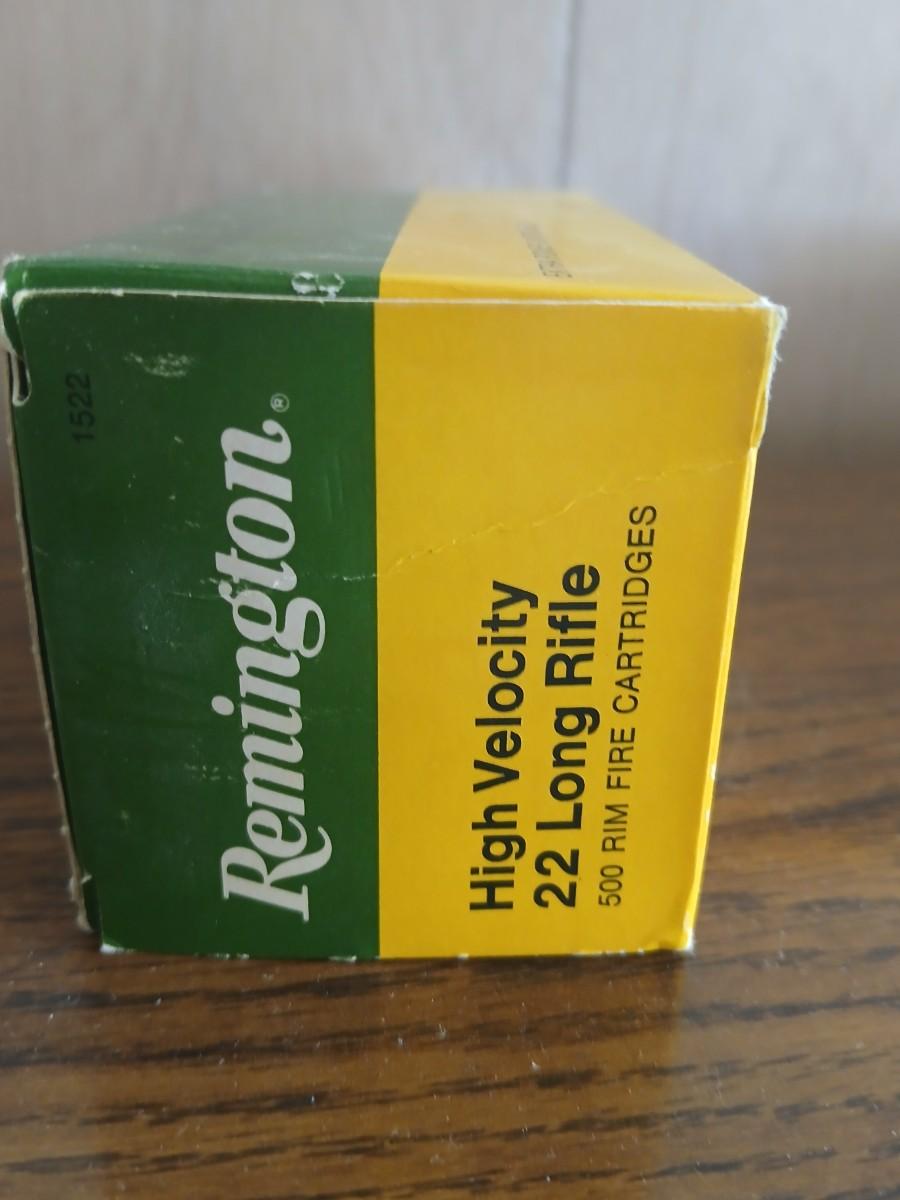 1522
Remington®
High Velocity
22 Long Rifle
500 RIM FIRE CARTRIDGES